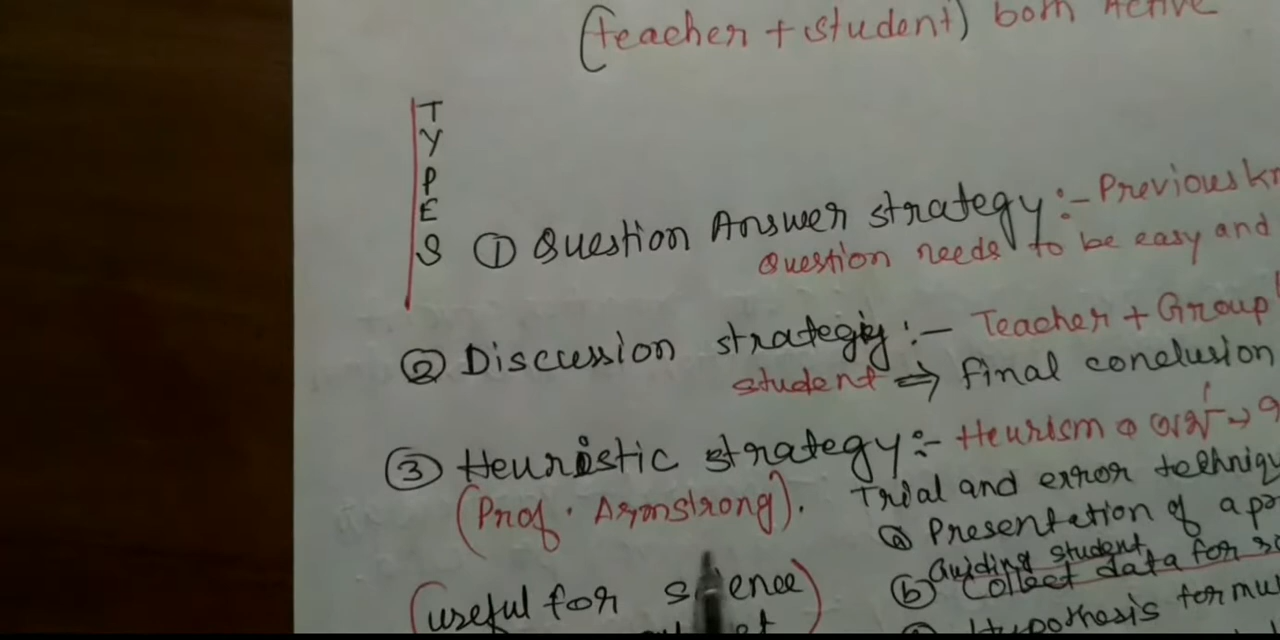 (teacher + student) both Active
TYPES
① Question Answer strategy :- Previous
Question needs to be easy and
② Discussion strategy :- Teacher + Group
student ⇒ final conclusion
③ Heuristic strategy :- Heurism
(Prof. Armstrong). Trial and error
ⓐ Presentation of a
Guiding student
(useful for science) ⓑ Collect data for
Hypothesis